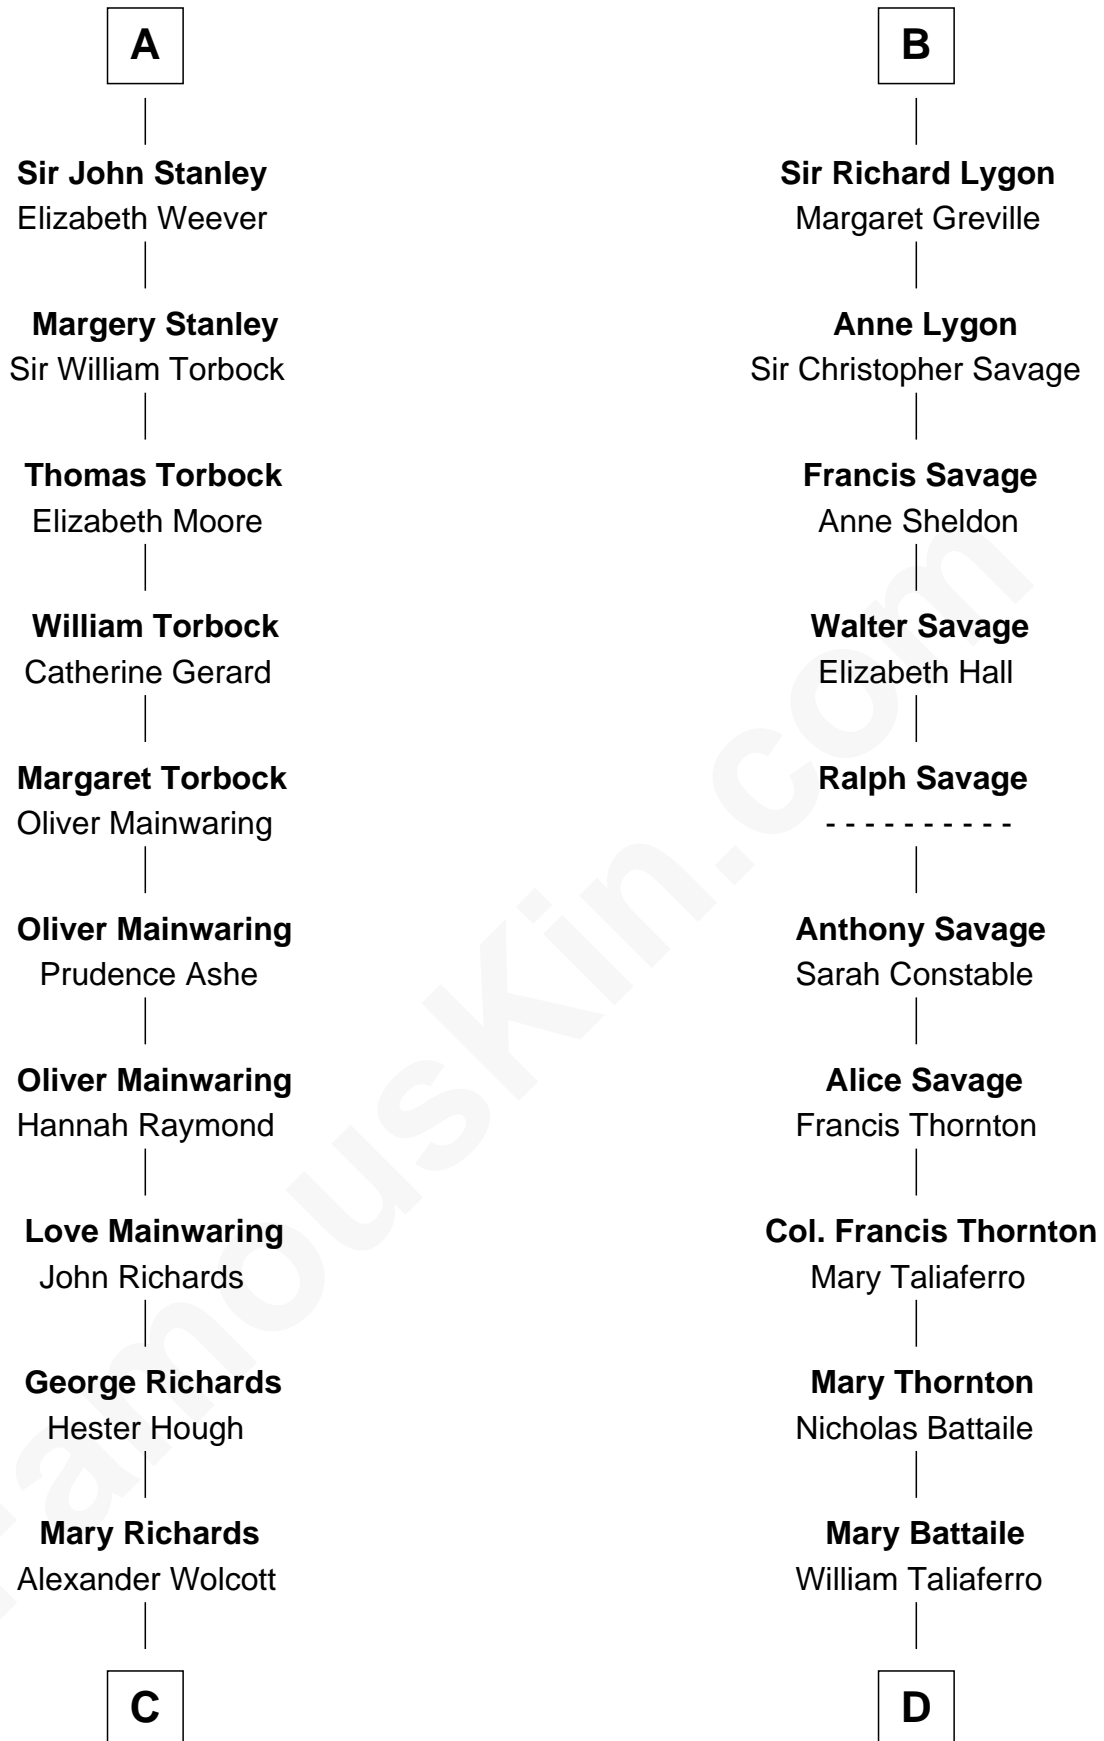 A
Sir John Stanley
Elizabeth Weever
Margery Stanley
Sir William Torbock
Thomas Torbock
Elizabeth Moore
William Torbock
Catherine Gerard
Margaret Torbock
Oliver Mainwaring
Oliver Mainwaring
Prudence Ashe
Oliver Mainwaring
Hannah Raymond
Love Mainwaring
John Richards
George Richards
Hester Hough
Mary Richards
Alexander Wolcott
C
B
Sir Richard Lygon
Margaret Greville
Anne Lygon
Sir Christopher Savage
Francis Savage
Anne Sheldon
Walter Savage
Elizabeth Hall
Ralph Savage
- - - - - - - - - -
Anthony Savage
Sarah Constable
Alice Savage
Francis Thornton
Col. Francis Thornton
Mary Taliaferro
Mary Thornton
Nicholas Battaile
Mary Battaile
William Taliaferro
D
FamousKin.com